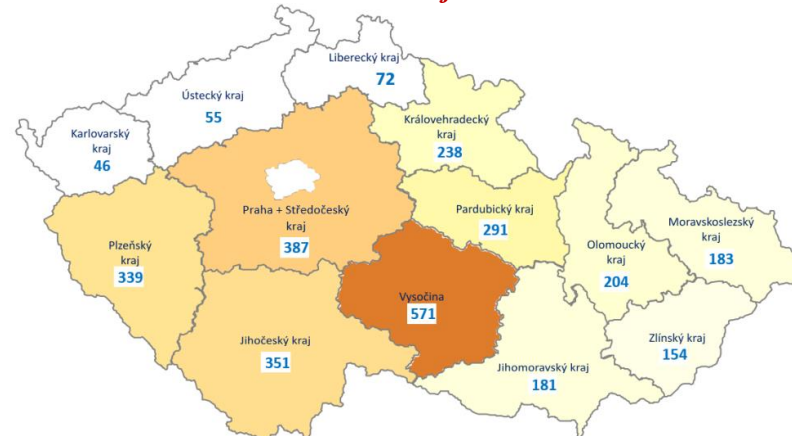 Liberecký kraj
72
Ústecký kraj
55
Karlovarský
kraj
46
Královehradecký
kraj
238
Praha + Středočeský
kraj
387
Pardubický kraj
291
Moravskoslezský
kraj
183
Olomoucký
kraj
204
Plzeňský
kraj
339
Vysočina
571
Jihočeský kraj
351
Zlínský kraj
154
Jihomoravský kraj
181